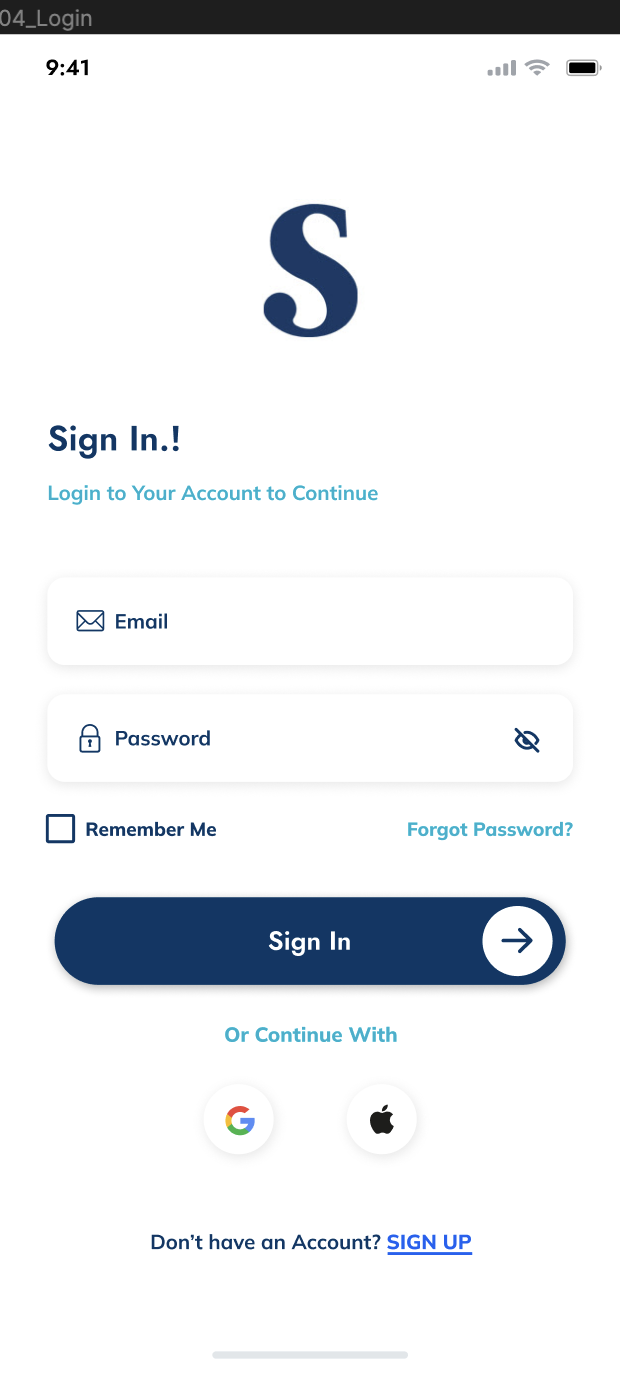 04_Login
9:41
S
Sign In.!
Login to Your Account to Continue
Email
Password
Remember Me
Forgot Password?
Sign In
Or Continue With
Don’t have an Account? SIGN UP